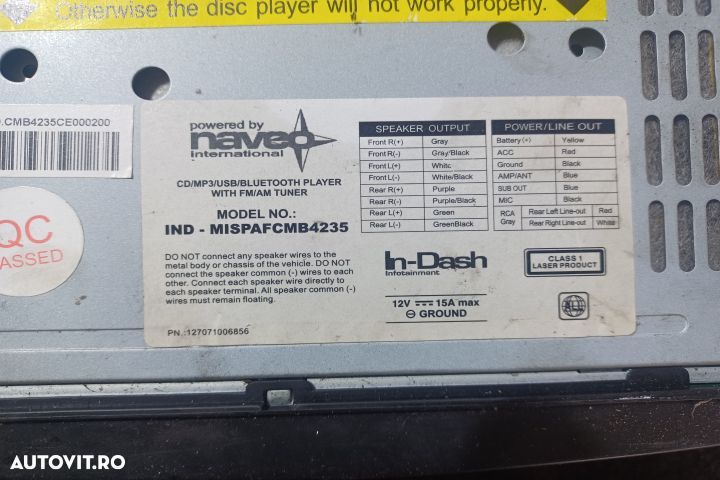 Otherwise the disc player will not work properly.
.CMB4235CE000200
QC
PASSED
powered by
naveo
international
CD/MP3/USB/BLUETOOTH PLAYER
WITH FM/AM TUNER
MODEL NO.:
IND - MISPAFCMB4235
DO NOT connect any speaker wires to the
metal body or chassis of the vehicle. DO NOT
connect the speaker common (-) wires to each
other. Connect each speaker wire directly to
each speaker terminal. All speaker common (-)
wires must remain floating.
PN.:127071006856
SPEAKER OUTPUT
Front R(+) Gray
Front R(-) Gray/Black
Front L(+) White
Front L(-) White/Black
Rear R(+) Purple
Rear R(-) Purple/Black
Rear L(+) Green
Rear L(-) GreenBlack
POWER/LINE OUT
Battery(+) Yellow
ACC Red
Ground Black
AMP/ANT Blue
SUB OUT Blue
MIC Black
RCA Gray Rear Left Line-out Red
Rear Right Line-out White
In-Dash
Infotainment
12V 15A max
GROUND
CLASS 1
LASER PRODUCT
AUTOVIT.RO